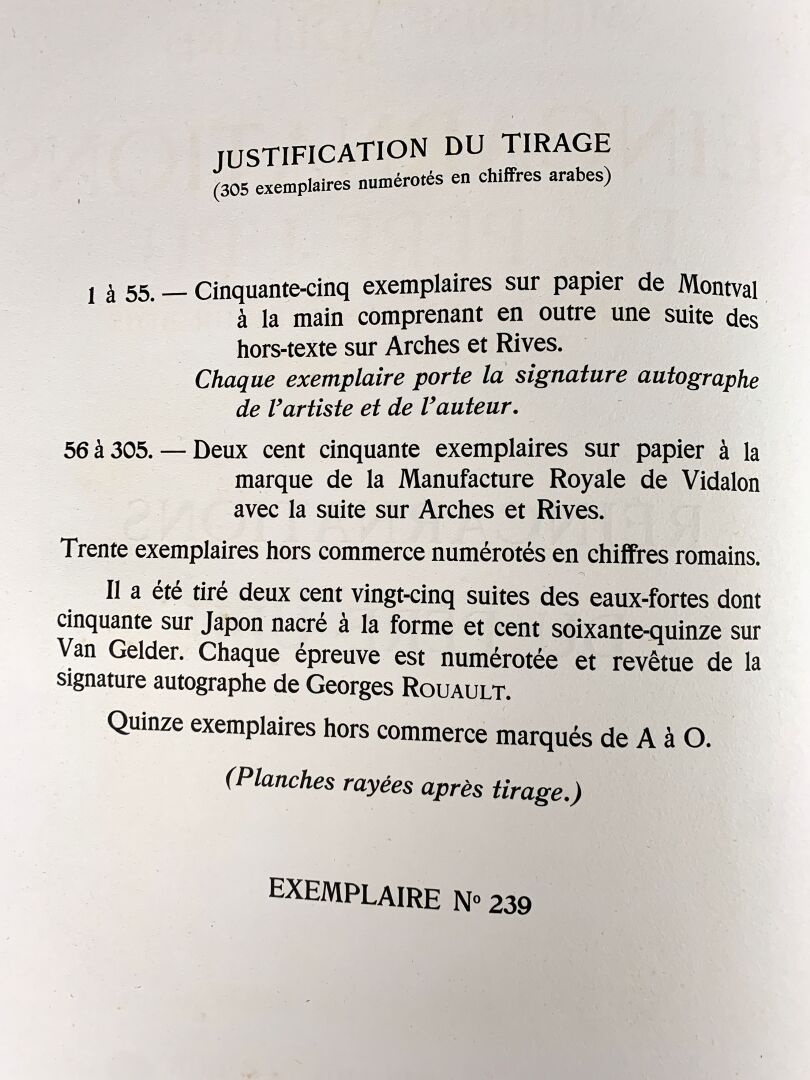 JUSTIFICATION DU TIRAGE
(305 exemplaires numérotés en chiffres arabes)
1 à 55. — Cinquante-cinq exemplaires sur papier de Montval
à la main comprenant en outre une suite des
hors-texte sur Arches et Rives.
Chaque exemplaire porte la signature autographe
de l'artiste et de l'auteur.
56 à 305. — Deux cent cinquante exemplaires sur papier à la
marque de la Manufacture Royale de Vidalon
avec la suite sur Arches et Rives.
Trente exemplaires hors commerce numérotés en chiffres romains.
Il a été tiré deux cent vingt-cinq suites des eaux-fortes dont
cinquante sur Japon nacré à la forme et cent soixante-quinze sur
Van Gelder. Chaque épreuve est numérotée et revêtue de la
signature autographe de Georges ROUAULT.
Quinze exemplaires hors commerce marqués de A à O.
(Planches rayées après tirage.)
EXEMPLAIRE Nº 239